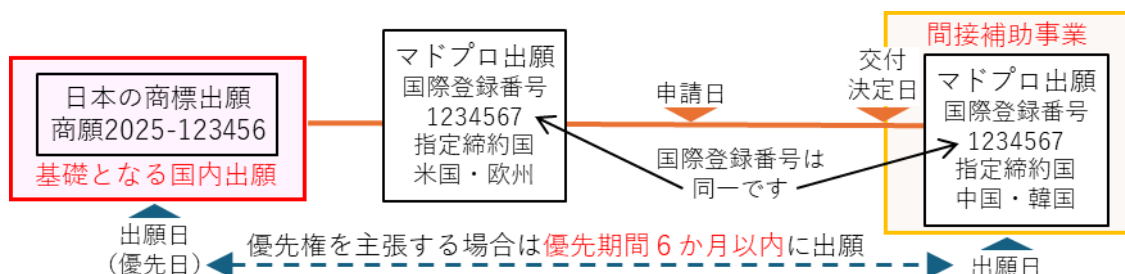 日本の商標出願
商願2025-123456
基礎となる国内出願
出願日
（優先日）
マドプロ出願
国際登録番号
1234567
指定締約国
米国・欧州
申請日
国際登録番号は
同一です
交付
決定日
間接補助事業
マドプロ出願
国際登録番号
1234567
指定締約国
中国・韓国
優先権を主張する場合は優先期間６か月以内に出願
出願日